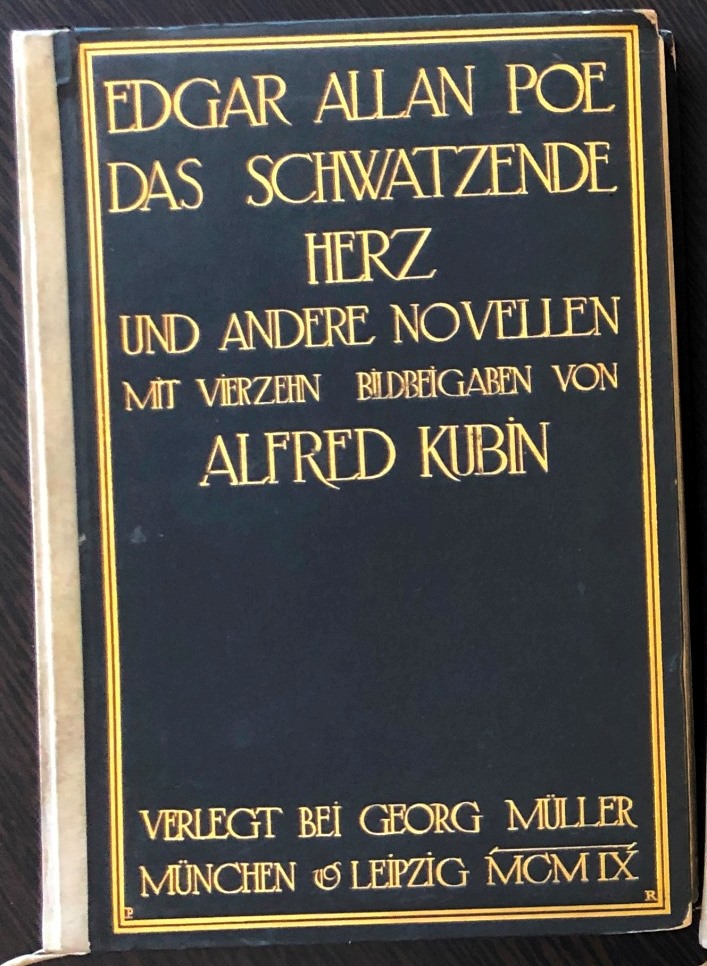 EDGAR ALLAN POE
DAS SCHWATZENDE
HERZ
UND ANDERE NOVELLEN
MIT VIERZEHN BILDBEIGABEN VON
ALFRED KUBIN
VERLEGT BEI GEORG MÜLLER
MÜNCHEN & LEIPZIG MCMIX
P R